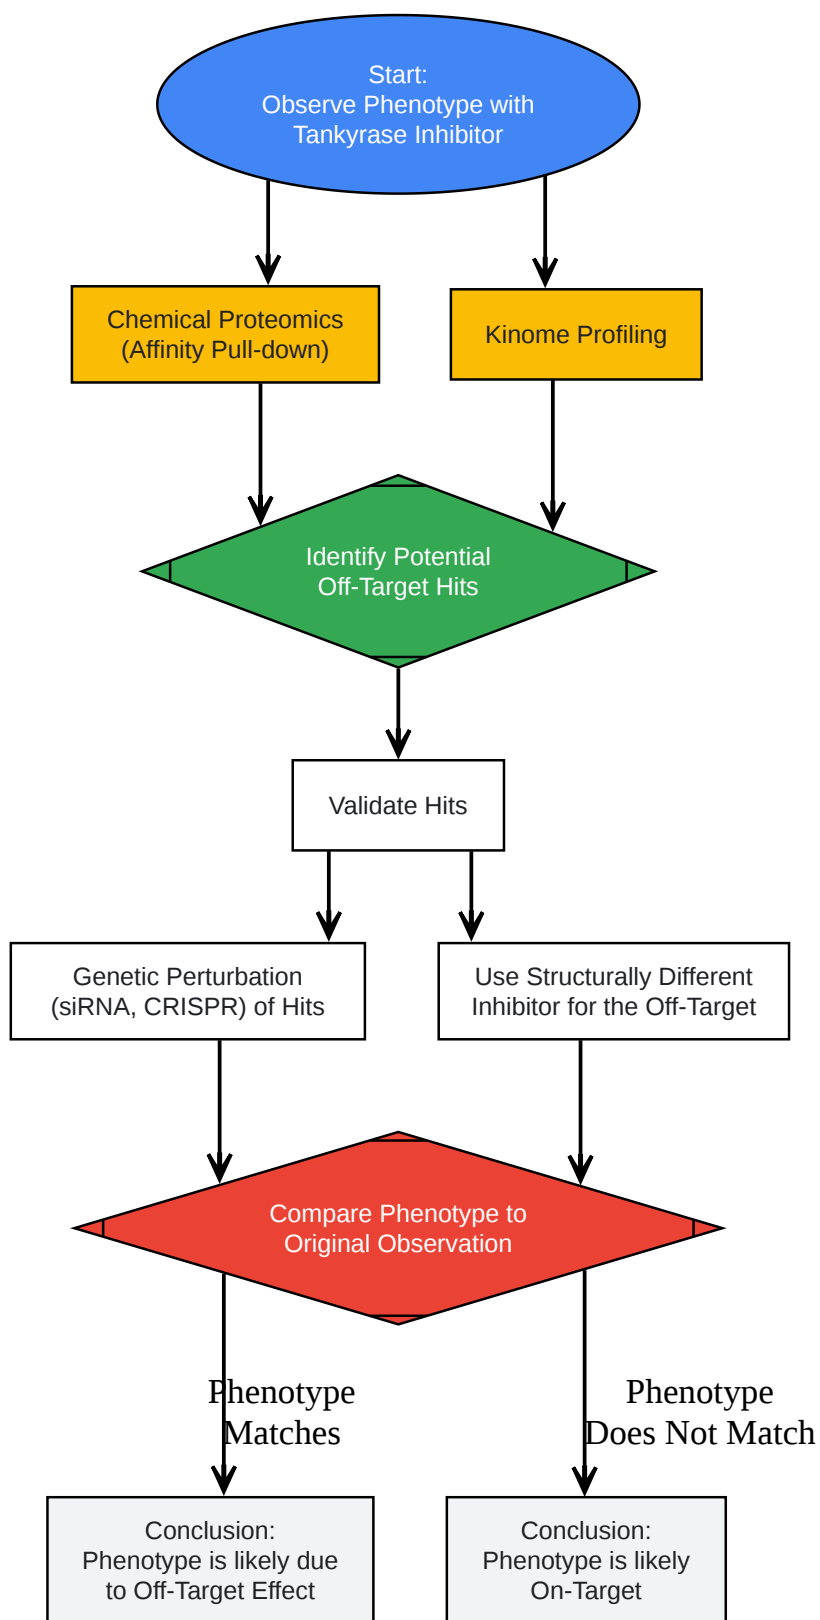 Start:
Observe Phenotype with
Tankyrase Inhibitor
Chemical Proteomics
(Affinity Pull-down)
Kinome Profiling
Identify Potential
Off-Target Hits
Validate Hits
Genetic Perturbation
(siRNA, CRISPR) of Hits
Use Structurally Different
Inhibitor for the Off-Target
Compare Phenotype to
Original Observation
Phenotype
Matches
Phenotype
Does Not Match
Conclusion:
Phenotype is likely due
to Off-Target Effect
Conclusion:
Phenotype is likely
On-Target